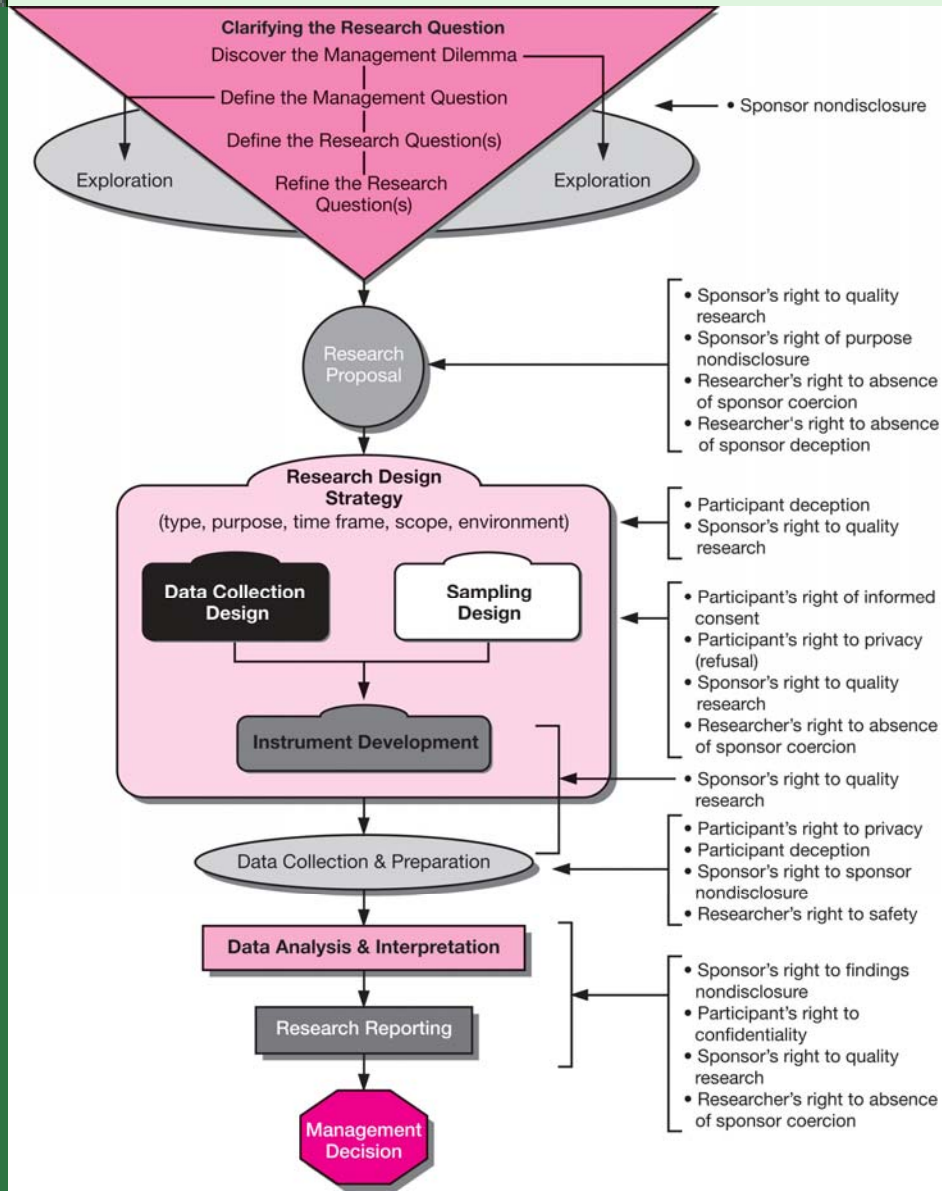 Clarifying the Research Question
Discover the Management Dilemma
Define the Management Question
• Sponsor nondisclosure
Define the Research Question(s)
Exploration
Refine the Research
Question(s)
Exploration
• Sponsor's right to quality
research
• Sponsor's right of purpose
nondisclosure
• Researcher's right to absence
of sponsor coercion
• Researcher's right to absence
of sponsor deception
Research
Proposal
Research Design
Strategy
(type, purpose, time frame, scope, environment)
• Participant deception
• Sponsor's right to quality
research
Data Collection
Design
Sampling
Design
• Participant's right of informed
consent
• Participant's right to privacy
(refusal)
• Sponsor's right to quality
research
• Researcher's right to absence
of sponsor coercion
Instrument Development
• Sponsor's right to quality
research
Data Collection & Preparation
• Participant's right to privacy
• Participant deception
• Sponsor's right to sponsor
nondisclosure
• Researcher's right to safety
Data Analysis & Interpretation
Research Reporting
• Sponsor's right to findings
nondisclosure
• Participant's right to
confidentiality
• Sponsor's right to quality
research
• Researcher's right to absence
of sponsor coercion
Management
Decision